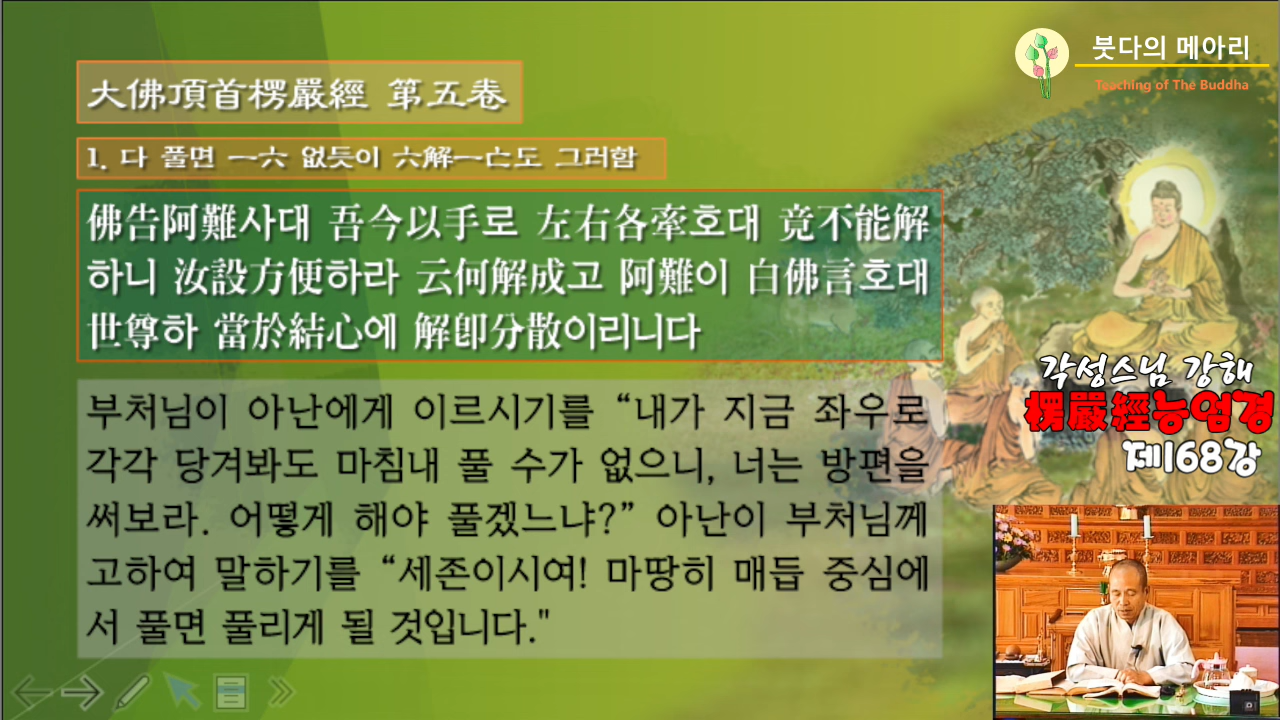 붓다의 메아리
Teaching of The Buddha
大佛頂首楞嚴經 第五卷
1. 다 풀면 一六 없듯이 六解一亡도 그러함
佛告阿難사대 吾今以手로 左右各牽호대 竟不能解
하니 汝設方便하라 云何解成고 阿難이 白佛言호대
世尊하 當於結心에 解卽分散이리니다
부처님이 아난에게 이르시기를 “내가 지금 좌우로
각각 당겨봐도 마침내 풀 수가 없으니, 너는 방편을
써보라. 어떻게 해야 풀겠느냐?” 아난이 부처님께
고하여 말하기를 “세존이시여! 마땅히 매듭 중심에
서 풀면 풀리게 될 것입니다."
각성스님 강해
楞嚴經능엄경
제168강